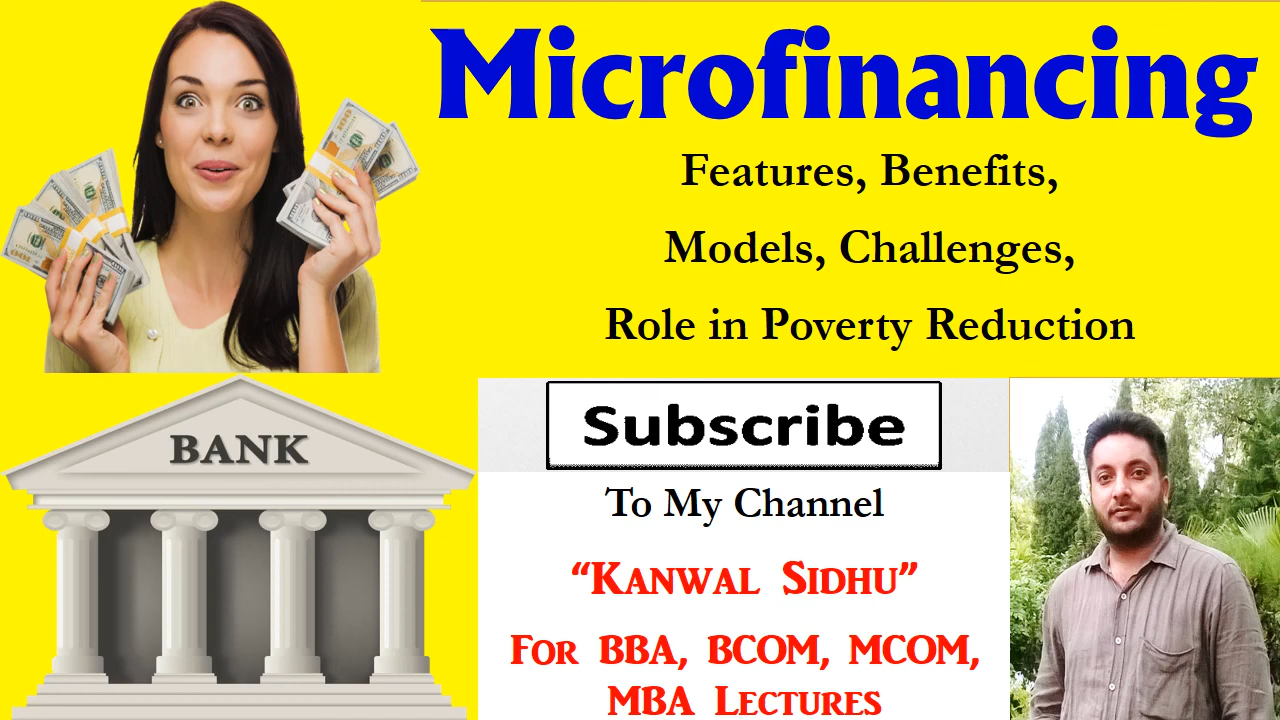 Microfinancing
Features, Benefits,
Models, Challenges,
Role in Poverty Reduction
BANK
Subscribe
To My Channel
“Kanwal Sidhu”
For BBA, BCOM, MCOM,
MBA Lectures